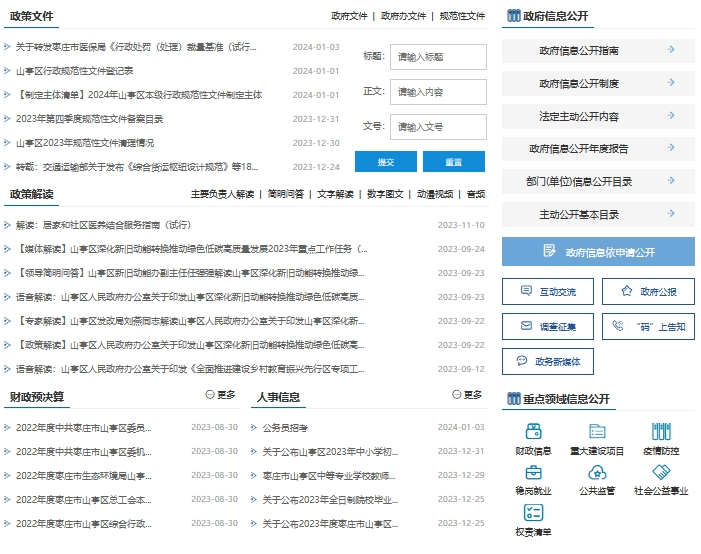 政策文件
政府文件 | 政府办文件 | 规范性文件
关于转发枣庄市医保局《行政处罚（处理）裁量基准（试行... 2024-01-03
山亭区行政规范性文件登记表 2024-01-01
【制定主体清单】2024年山亭区本级行政规范性文件制定主体 2024-01-01
2023年第四季度规范性文件备案目录 2023-12-31
山亭区2023年规范性文件清理情况 2023-12-30
转载：交通运输部关于发布《综合货运枢纽设计规范》等18... 2023-12-24
标题： 请输入标题
正文： 请输入内容
文号： 请输入文号
提交 重置
政策解读
主要负责人解读 | 简明问答 | 文字解读 | 数字图文 | 动漫视频 | 音频
解读：居家和社区医养结合服务指南（试行） 2023-11-10
【媒体解读】山亭区深化新旧动能转换推动绿色低碳高质量发展2023年重点工作任务（... 2023-09-24
【领导简明问答】山亭区新旧动能办副主任任强强解读山亭区深化新旧动能转换推动绿... 2023-09-23
语音解读：山亭区人民政府办公室关于印发山亭区深化新旧动能转换推动绿色低碳高质... 2023-09-23
【专家解读】山亭区发改局刘燕同志解读山亭区人民政府办公室关于印发山亭区深化新... 2023-09-22
【政策解读】山亭区人民政府办公室关于印发山亭区深化新旧动能转换推动绿色低碳高... 2023-09-22
语音解读：山亭区人民政府办公室关于印发《全面推进建设乡村教育振兴先行区专项工... 2023-09-12
财政预决算
更多
2022年度中共枣庄市山亭区委员... 2023-08-30
2022年度中共枣庄市山亭区委机... 2023-08-30
2022年度枣庄市生态环境局山亭... 2023-08-30
2022年度枣庄市山亭区总工会本... 2023-08-30
2022年度枣庄市山亭区综合行政... 2023-08-30
人事信息
更多
公务员招考 2024-01-03
关于公布山亭区2023年中小学初... 2023-12-31
枣庄市山亭区中等专业学校教师... 2023-12-29
关于公布2023年全日制院校毕业... 2023-12-25
关于公布2023年度枣庄市山亭区... 2023-12-25
政府信息公开
政府信息公开指南
政府信息公开制度
法定主动公开内容
政府信息公开年度报告
部门(单位)信息公开目录
主动公开基本目录
政府信息依申请公开
互动交流 政府公报
调查征集 “码”上告知
政务新媒体
重点领域信息公开
财政信息 重大建设项目 疫情防控
稳岗就业 公共监管 社会公益事业
权责清单